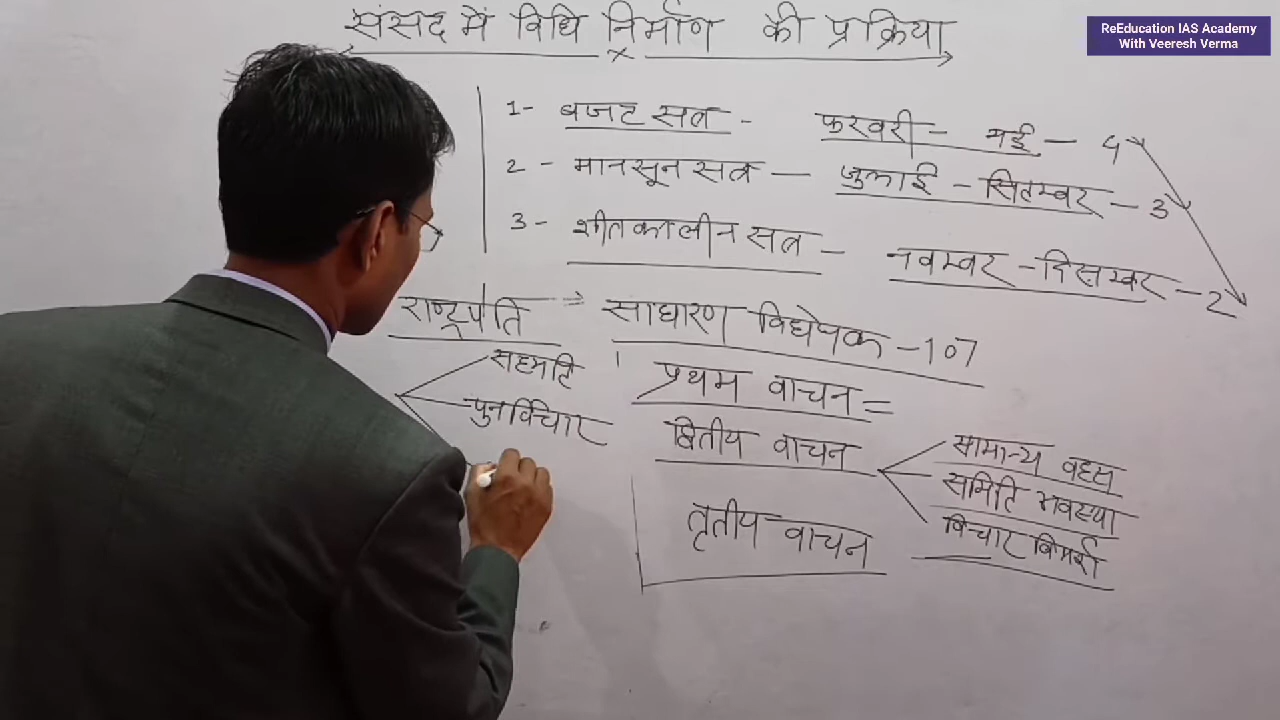 संसद में विधि निर्माण की प्रक्रिया
ReEducation IAS Academy
With Veeresh Verma
1- बजट सत्र - फरवरी - मई - 4
2 - मानसून सत्र - जुलाई - सितम्बर - 3
3- शीतकालीन सत्र - नवम्बर - दिसम्बर - 2
राष्ट्रपति ⇒ साधारण विधेयक - 107
सहमति
पुनर्विचार
प्रथम वाचन =
द्वितीय वाचन
सामान्य बहस
समिति अवस्था
विचार विमर्श
तृतीय वाचन